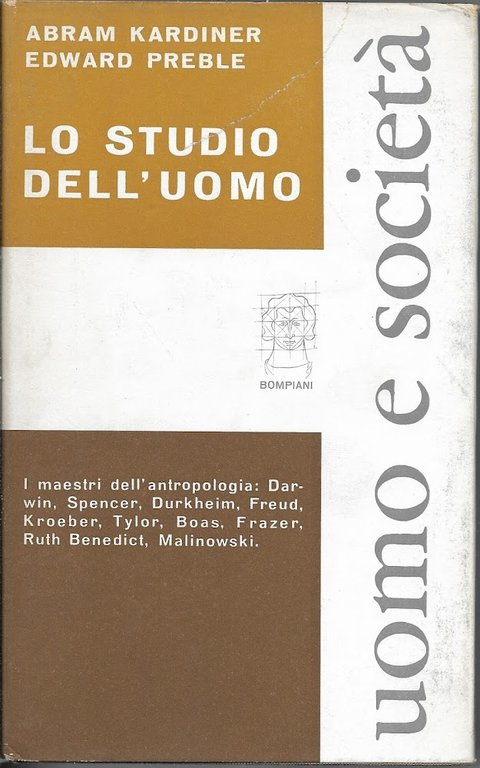 ABRAM KARDINER
EDWARD PREBLE
LO STUDIO
DELL'UOMO
uomo e società
BOMPIANI
I maestri dell'antropologia: Dar-
win, Spencer, Durkheim, Freud,
Kroeber, Tylor, Boas, Frazer,
Ruth Benedict, Malinowski.